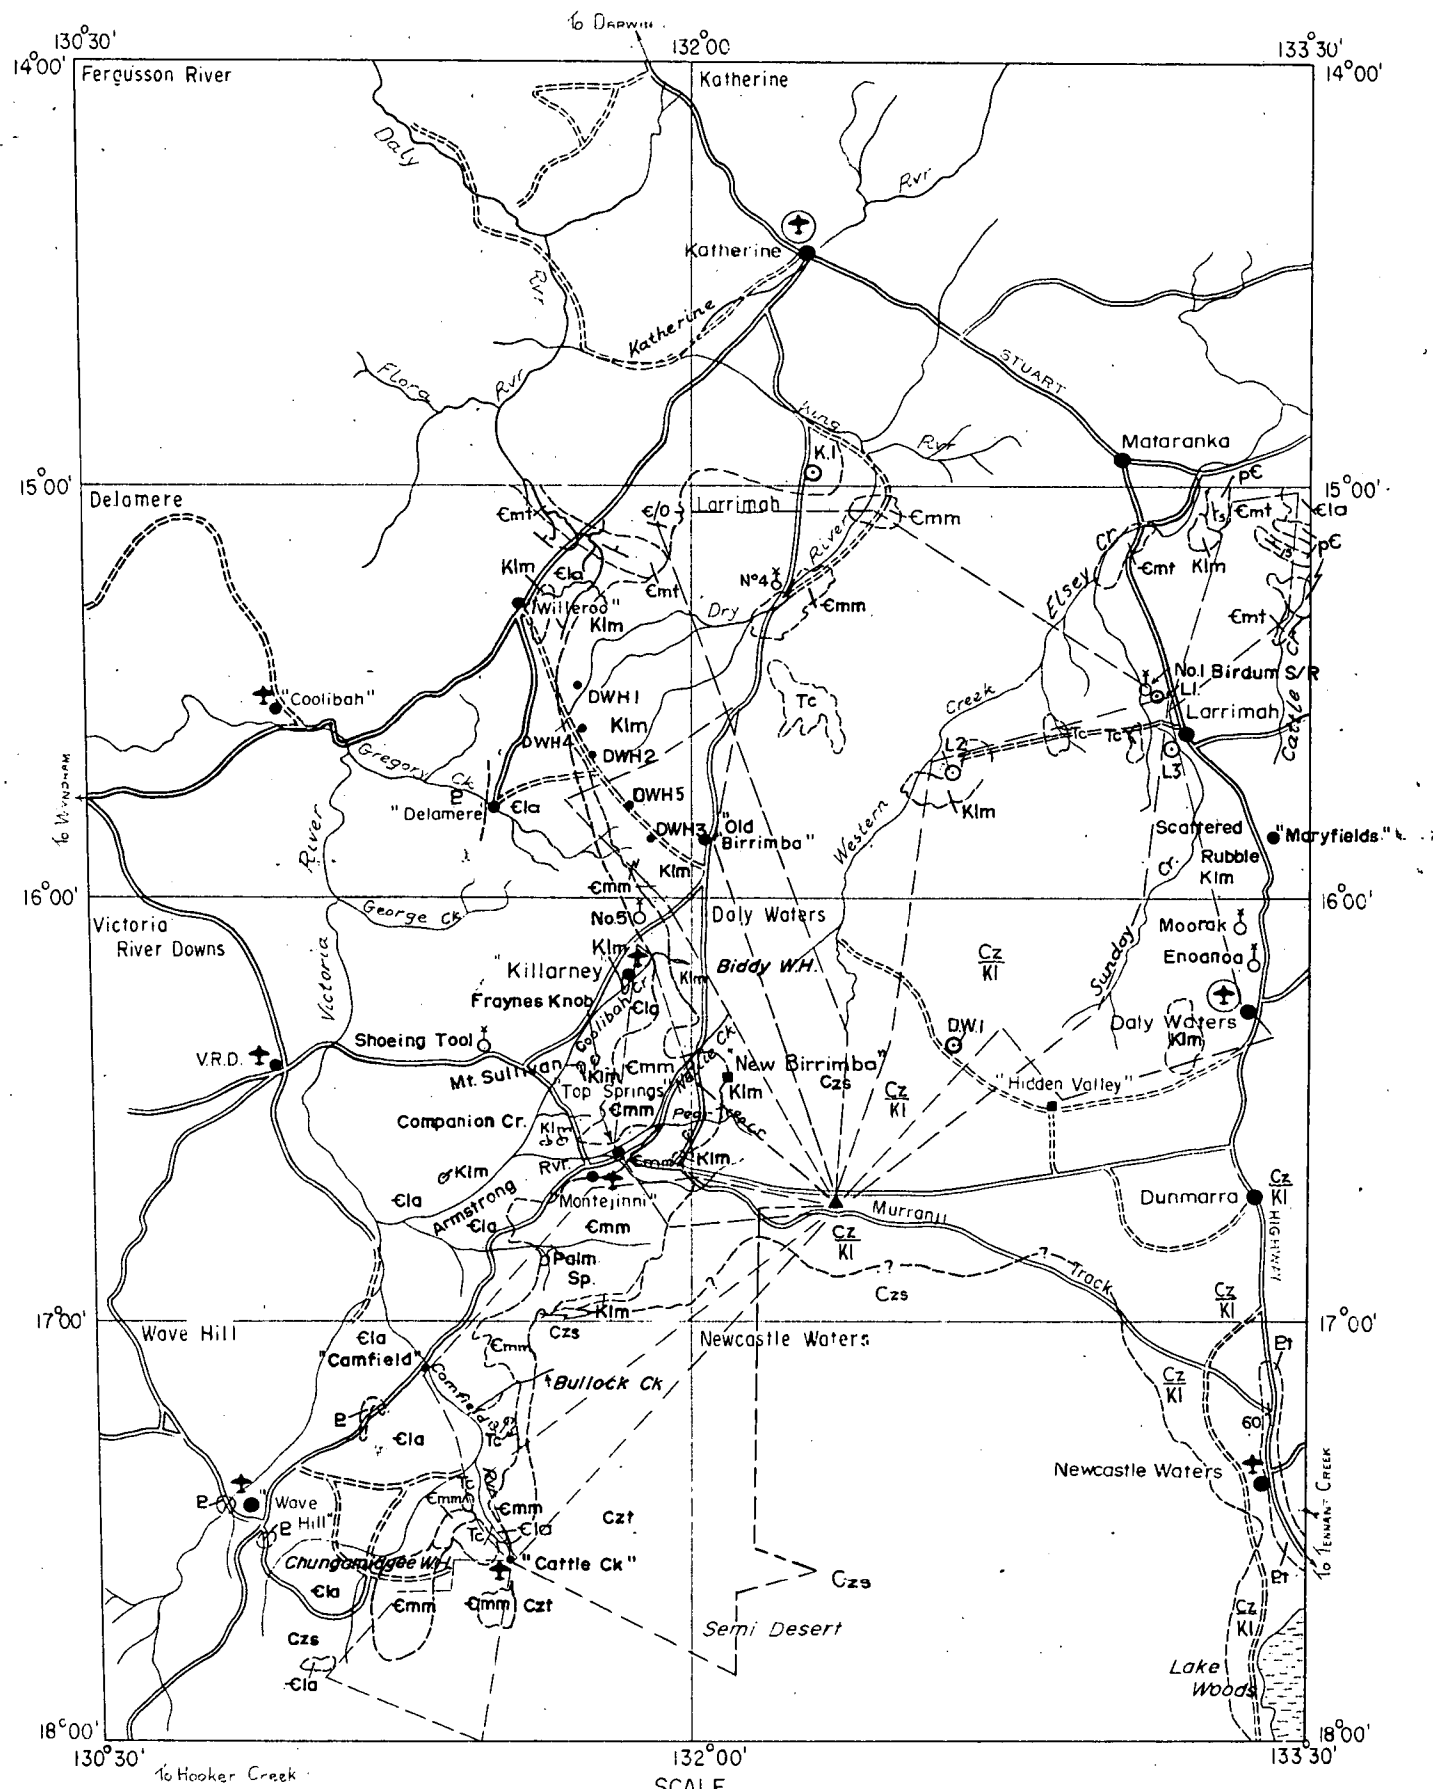 To DARWIN
130°30'
132°00
133°30'
14°00'
14°00'
Fergusson River
Katherine
Daly
Rvr
Rvr
Katherine
Katherine
STUART
Flora
Rvr
King
Rvr
K.1
Mataranka
pЄ
15°00'
15°00'
Delamere
Larrimah
Єmt
Є/O
Єmm
Єmt
Єla
Cr.
River
Klm
Єla
No4
Єmt
Klm
pЄ
"Willeroo"
Єmt
Єmm
Elsey
Klm
Dry
Єmt
No.1 Birdum S/R
"Coolibah"
DWH1
Tc
Creek
L1
Klm
Larrimah
Cattle Cr
DWH4
DWH2
L2
Tc
Tc
L3
To WYNDHAM
Gregory Ck
"Delamere"
Єla
DWH5
Klm
River
DWH3
"Old
Birrimba"
Western
Scattered
"Maryfields"
Rubble
Klm
Klm
Cr.
Єmm
16°00'
16°00'
George Ck
No.5
Daly Waters
Victoria
River Downs
Moorak
Klm
Cz
Kl
Enoanoa
"Killarney"
Klm
Biddy W.H.
Sunday
Victoria
Fraynes Knob
Єla
Coolibah Cr
D.W.1
Daly Waters
Klm
Shoeing Tool
V.R.D.
Mt. Sullivan
Єmm
"New Birrimba"
Klm
Czs
"Hidden Valley"
"Top Springs"
Klm
Cz
Kl
Companion Cr.
Єmm
Klm
Klm
Rvr.
Єmm
Klm
Єla
Armstrong
"Montejinni"
Murranji
Dunmarra
Cz
Kl
Єla
Єmm
Cz
Kl
HIGHWAY
Palm
Sp.
?
?
?
Track
Czs
Klm
Cz
Kl
17°00'
17°00'
Wave Hill
Єla
Czs
Newcastle Waters
"Camfield"
Єmm
Cz
Kl
Bullock Ck
Camfield
Єla
Tc
60
Newcastle Waters
Tc
Rvr
Єmm
Єmm
"Wave
Hill"
Czt
Tc
Єla
To TENNANT CREEK
Chungamidgee W.H.
"Cattle Ck"
Czs
Єla
Єmm
Єmm
Czt
Cz
Kl
Czs
Semi Desert
Єla
Lake
Woods
18°00'
18°00'
130°30'
132°00'
133°30'
To Hooker Creek
SCALE